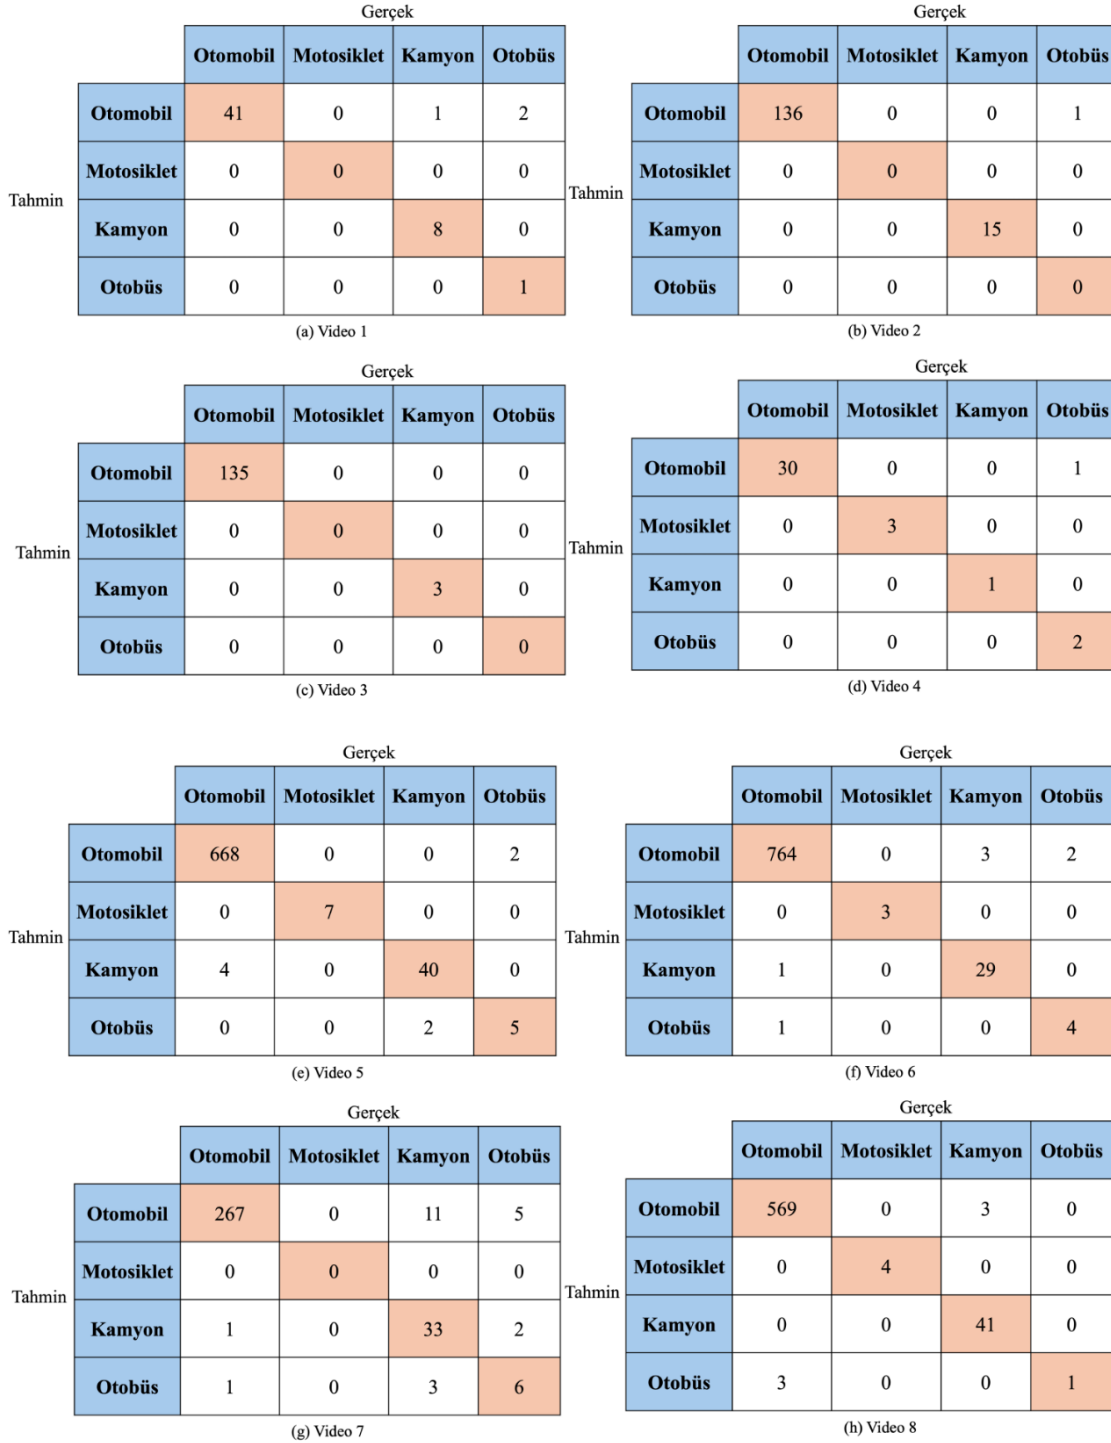 Gerçek
Otomobil Motosiklet Kamyon Otobüs
Otomobil 41 0 1 2
Motosiklet 0 0 0 0
Tahmin
Kamyon 0 0 8 0
Otobüs 0 0 0 1
(a) Video 1
Gerçek
Otomobil Motosiklet Kamyon Otobüs
Otomobil 136 0 0 1
Motosiklet 0 0 0 0
Tahmin
Kamyon 0 0 15 0
Otobüs 0 0 0 0
(b) Video 2
Gerçek
Otomobil Motosiklet Kamyon Otobüs
Otomobil 135 0 0 0
Motosiklet 0 0 0 0
Tahmin
Kamyon 0 0 3 0
Otobüs 0 0 0 0
(c) Video 3
Gerçek
Otomobil Motosiklet Kamyon Otobüs
Otomobil 30 0 0 1
Motosiklet 0 3 0 0
Tahmin
Kamyon 0 0 1 0
Otobüs 0 0 0 2
(d) Video 4
Gerçek
Otomobil Motosiklet Kamyon Otobüs
Otomobil 668 0 0 2
Motosiklet 0 7 0 0
Tahmin
Kamyon 4 0 40 0
Otobüs 0 0 2 5
(e) Video 5
Gerçek
Otomobil Motosiklet Kamyon Otobüs
Otomobil 764 0 3 2
Motosiklet 0 3 0 0
Tahmin
Kamyon 1 0 29 0
Otobüs 1 0 0 4
(f) Video 6
Gerçek
Otomobil Motosiklet Kamyon Otobüs
Otomobil 267 0 11 5
Motosiklet 0 0 0 0
Tahmin
Kamyon 1 0 33 2
Otobüs 1 0 3 6
(g) Video 7
Gerçek
Otomobil Motosiklet Kamyon Otobüs
Otomobil 569 0 3 0
Motosiklet 0 4 0 0
Tahmin
Kamyon 0 0 41 0
Otobüs 3 0 0 1
(h) Video 8